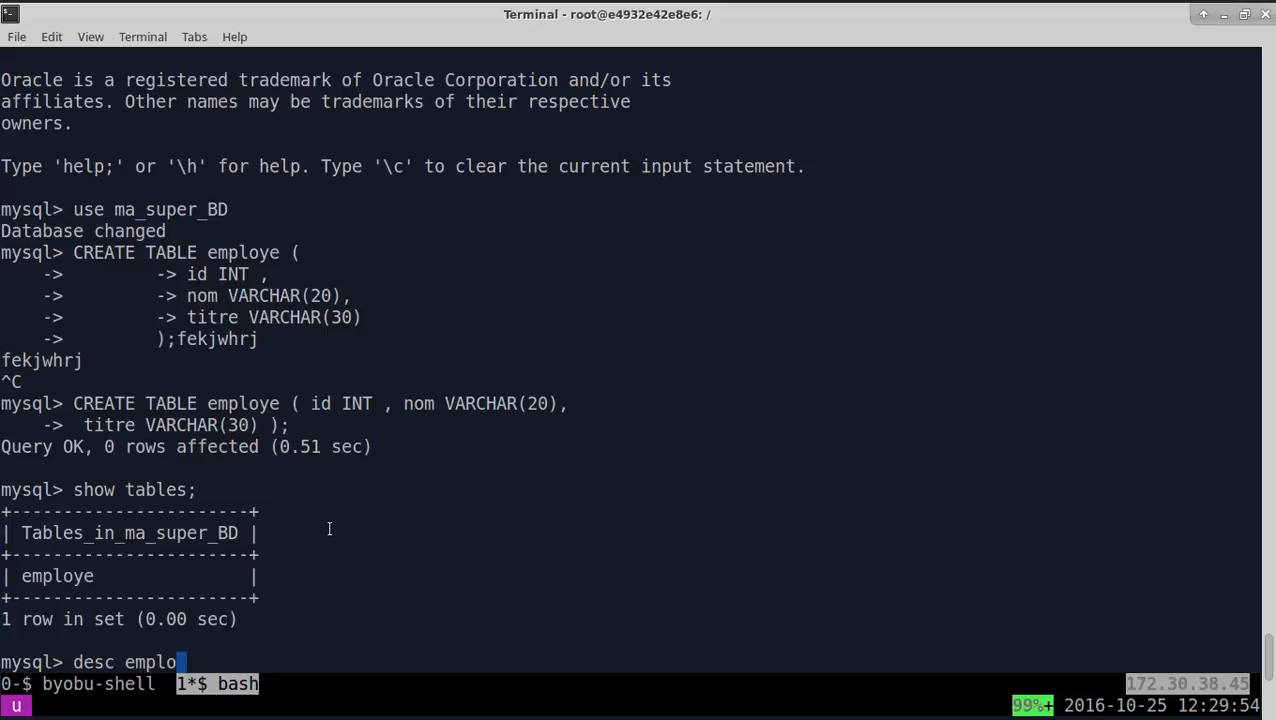 Terminal - root@e4932e42e8e6: /
File Edit View Terminal Tabs Help
Oracle is a registered trademark of Oracle Corporation and/or its
affiliates. Other names may be trademarks of their respective
owners.
Type 'help;' or '\h' for help. Type '\c' to clear the current input statement.
mysql> use ma_super_BD
Database changed
mysql> CREATE TABLE employe (
    ->         -> id INT ,
    ->         -> nom VARCHAR(20),
    ->         -> titre VARCHAR(30)
    ->         );fekjwhrj
fekjwhrj
^C
mysql> CREATE TABLE employe ( id INT , nom VARCHAR(20),
    ->  titre VARCHAR(30) );
Query OK, 0 rows affected (0.51 sec)
mysql> show tables;
+-----------------------+
| Tables_in_ma_super_BD |
+-----------------------+
| employe               |
+-----------------------+
1 row in set (0.00 sec)
mysql> desc emplo
0-$ byobu-shell  1*$ bash 172.30.38.45
u 99%+ 2016-10-25 12:29:54